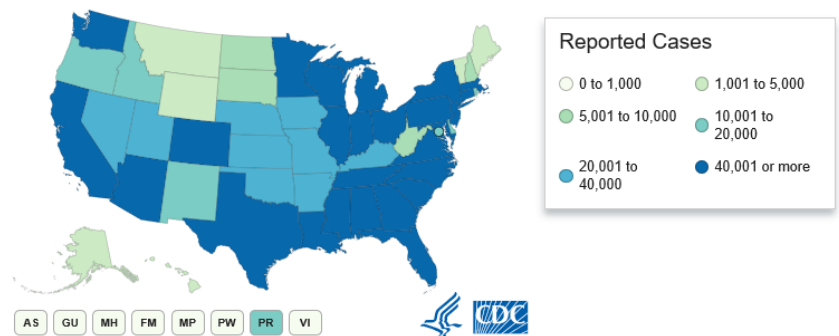 Reported Cases
0 to 1,000
1,001 to 5,000
5,001 to 10,000
10,001 to
20,000
20,001 to
40,000
40,001 or more
AS GU MH FM MP PW PR VI
CDC